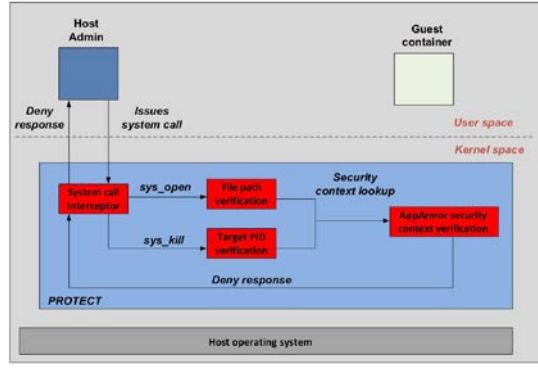 Host
Admin
Guest
container
Deny
response
Issues
system call
User space
Kernel space
System call
interceptor
sys_open
File path
verification
Security
context lookup
sys_kill
Target PID
verification
AppArmor security
context verification
Deny response
PROTECT
Host operating system